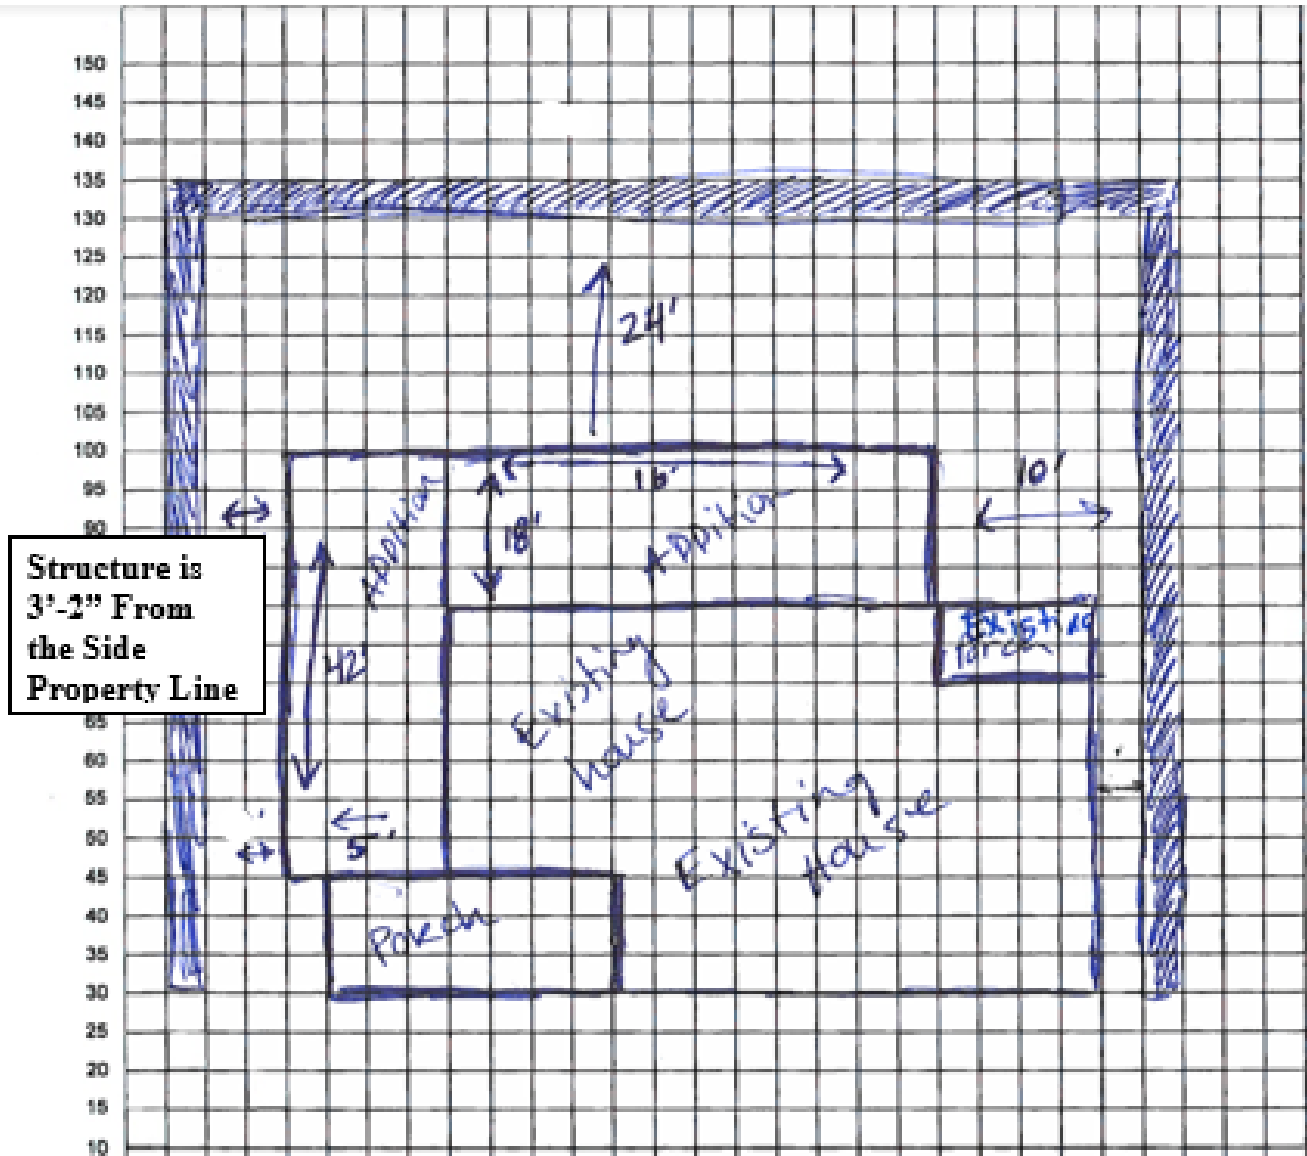 150
145
140
135
130
125
120
24'
115
110
105
100
95
16'
10'
90
18'
ADDition
ADDition
Structure is
3'-2" From
the Side
Property Line
Existing
Porch
42'
Existing
house
65
60
55
50
5'
Existing
House
45
40
Porch
35
30
25
20
15
10